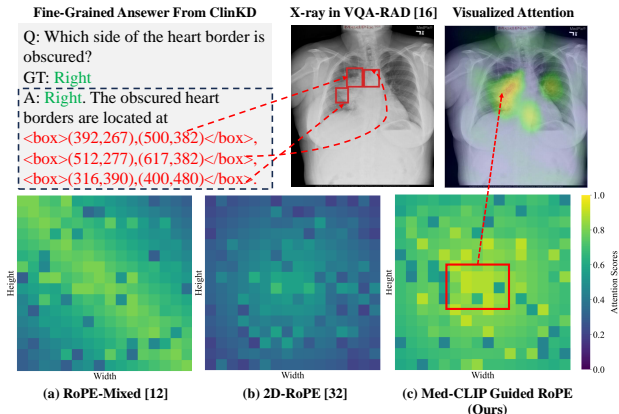 Fine-Grained Ansewer From ClinKD
X-ray in VQA-RAD [16]
Visualized Attention
Q: Which side of the heart border is
obscured?
GT: Right
A: Right. The obscured heart
borders are located at
<box>(392,267),(500,382)</box>,
<box>(512,277),(617,382)</box>,
<box>(316,390),(400,480)</box>.
Height
Width
Height
Height
1.0
0.8
0.6
0.4
0.2
0.0
Attention Scores
(a) RoPE-Mixed [12]
(b) 2D-RoPE [32]
(c) Med-CLIP Guided RoPE
(Ours)